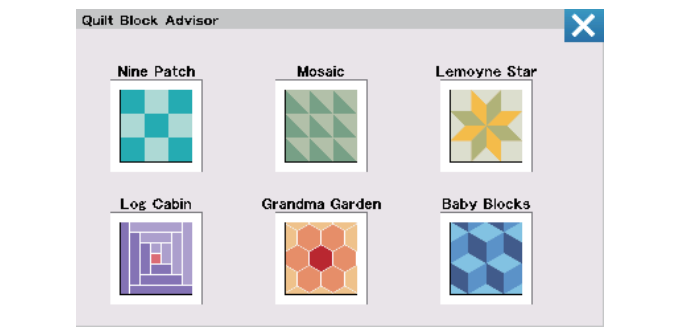 Quilt Block Advisor
Nine Patch
Mosaic
Lemoyne Star
Log Cabin
Grandma Garden
Baby Blocks